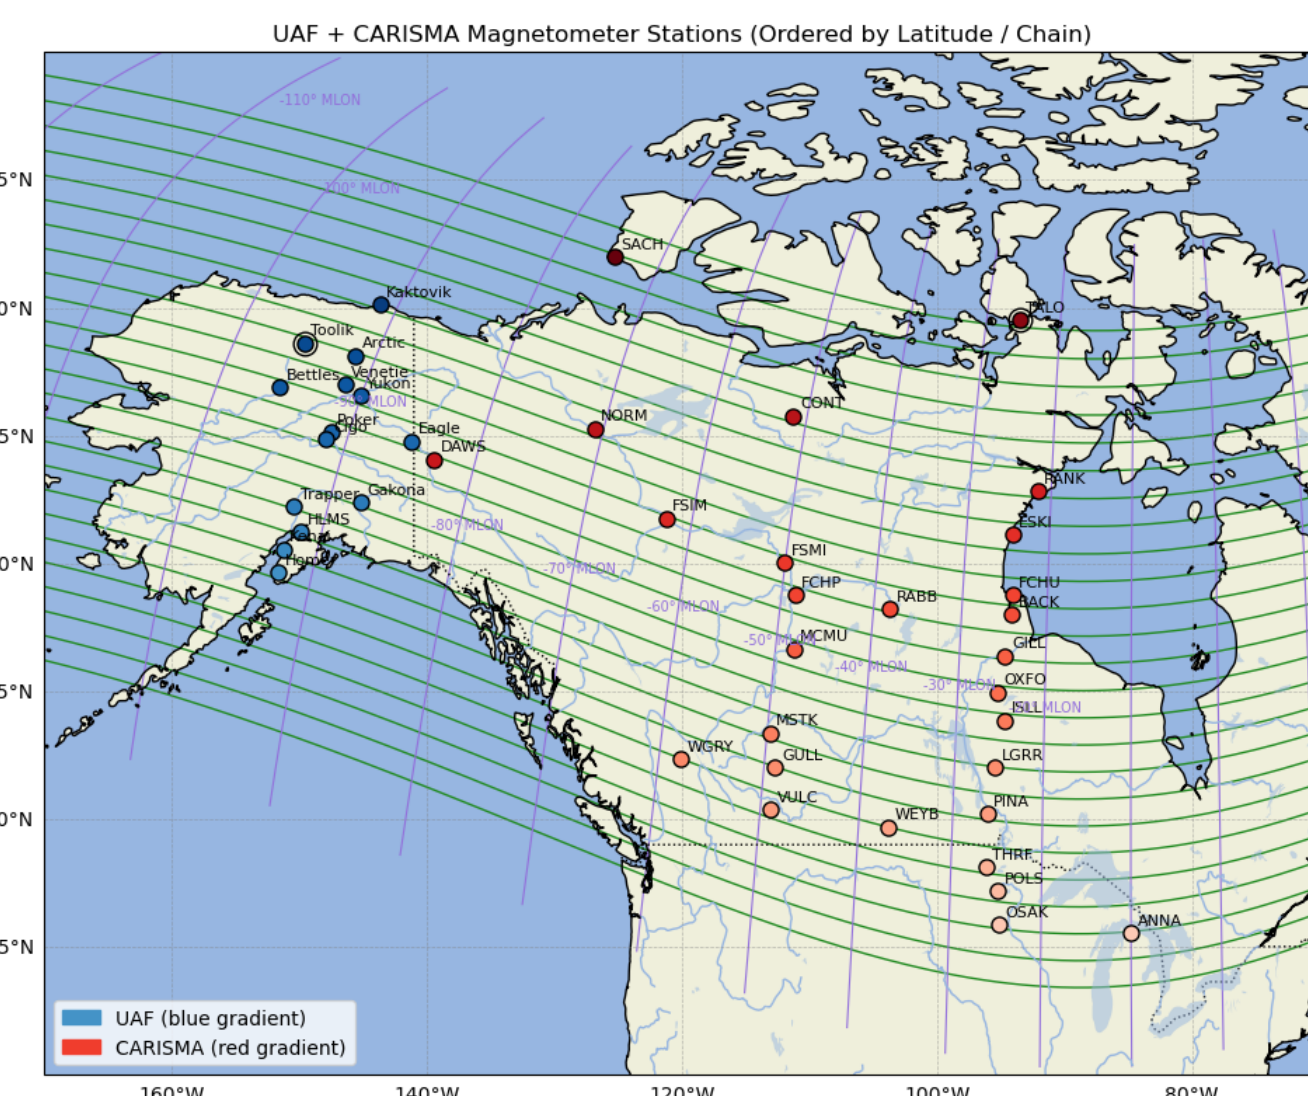 UAF + CARISMA Magnetometer Stations (Ordered by Latitude / Chain)
-110° MLON
5°N
-100° MLON
SACH
Kaktovik
0°N
TALO
Toolik
Arctic
Bettles
Venetie
Yukon
-90° MLON
CONT
NORM
Poker
Eagle
5°N
DAWS
RANK
Trapper
Gakona
FSIM
HLMS
-80° MLON
ESKI
FSMI
0°N
Homer
-70° MLON
FCHP
FCHU
RABB
BACK
-60° MLON
MCMU
-50° MLON
GILL
-40° MLON
OXFO
-30° MLON
5°N
ISLL
MLON
MSTK
WGRY
GULL
LGRR
VULC
PINA
WEYB
0°N
THRF
POLS
OSAK
ANNA
5°N
UAF (blue gradient)
CARISMA (red gradient)
160°W
140°W
120°W
100°W
80°W